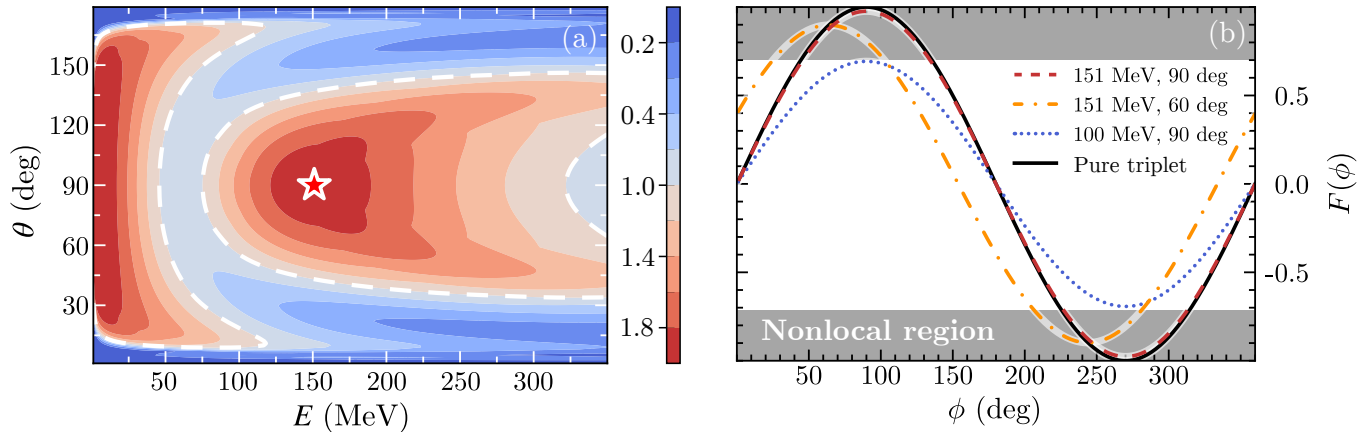 (a)
150
120
90
60
30
θ (deg)
50
100
150
200
250
300
E (MeV)
0.2
0.4
1.0
1.4
1.8
(b)
151 MeV, 90 deg
151 MeV, 60 deg
100 MeV, 90 deg
Pure triplet
Nonlocal region
0.5
0.0
-0.5
F(ϕ)
50
100
150
200
250
300
ϕ (deg)